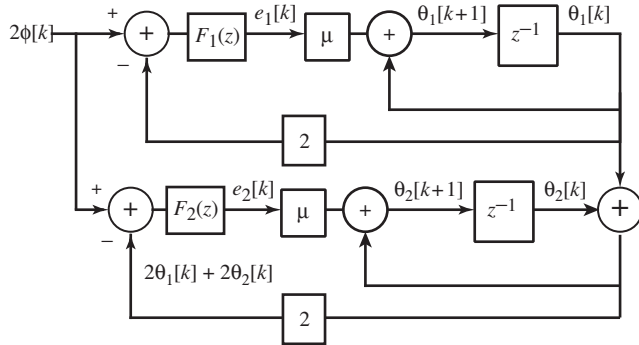 2ϕ[k]
+
−
+
F₁(z)
e₁[k]
μ
+
θ₁[k+1]
z⁻¹
θ₁[k]
2
+
−
+
F₂(z)
e₂[k]
μ
+
θ₂[k+1]
z⁻¹
θ₂[k]
+
2θ₁[k] + 2θ₂[k]
2